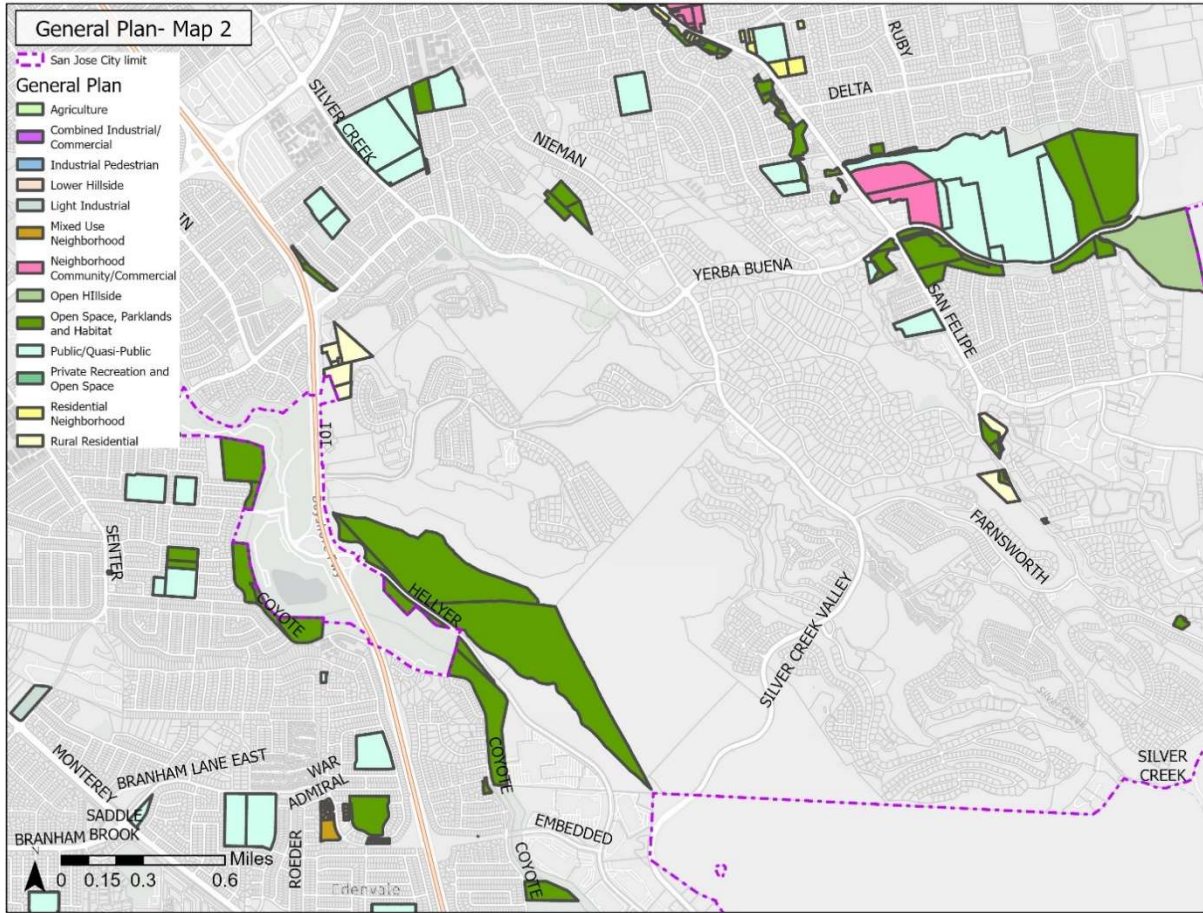 General Plan- Map 2
San Jose City limit
General Plan
Agriculture
Combined Industrial/
Commercial
Industrial Pedestrian
Lower Hillside
Light Industrial
Mixed Use
Neighborhood
Neighborhood
Community/Commercial
Open HIllside
Open Space, Parklands
and Habitat
Public/Quasi-Public
Private Recreation and
Open Space
Residential
Neighborhood
Rural Residential
RUBY
DELTA
SILVER CREEK
NIEMAN
IN
YERBA BUENA
SAN FELIPE
101
SENTER
COYOTE
HELLYER
FARNSWORTH
SILVER CREEK VALLEY
Silver Creek
SILVER
CREEK
MONTEREY
BRANHAM LANE EAST
WAR
ADMIRAL
COYOTE
SADDLE
BROOK
BRANHAM
ROEDER
EMBEDDED
COYOTE
Edenvale
Miles
0 0.15 0.3 0.6